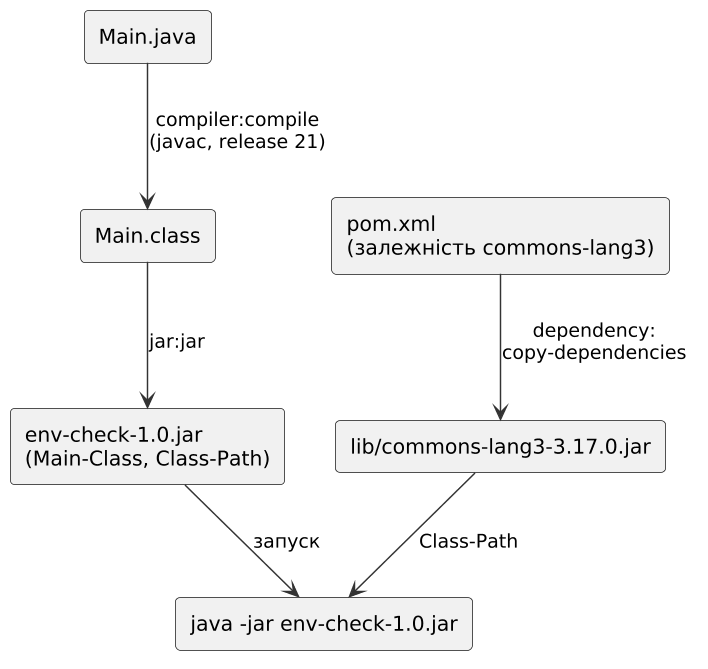 Main.java
compiler:compile
(javac, release 21)
Main.class
pom.xml
(залежність commons-lang3)
jar:jar
dependency:
copy-dependencies
env-check-1.0.jar
(Main-Class, Class-Path)
lib/commons-lang3-3.17.0.jar
запуск
Class-Path
java -jar env-check-1.0.jar